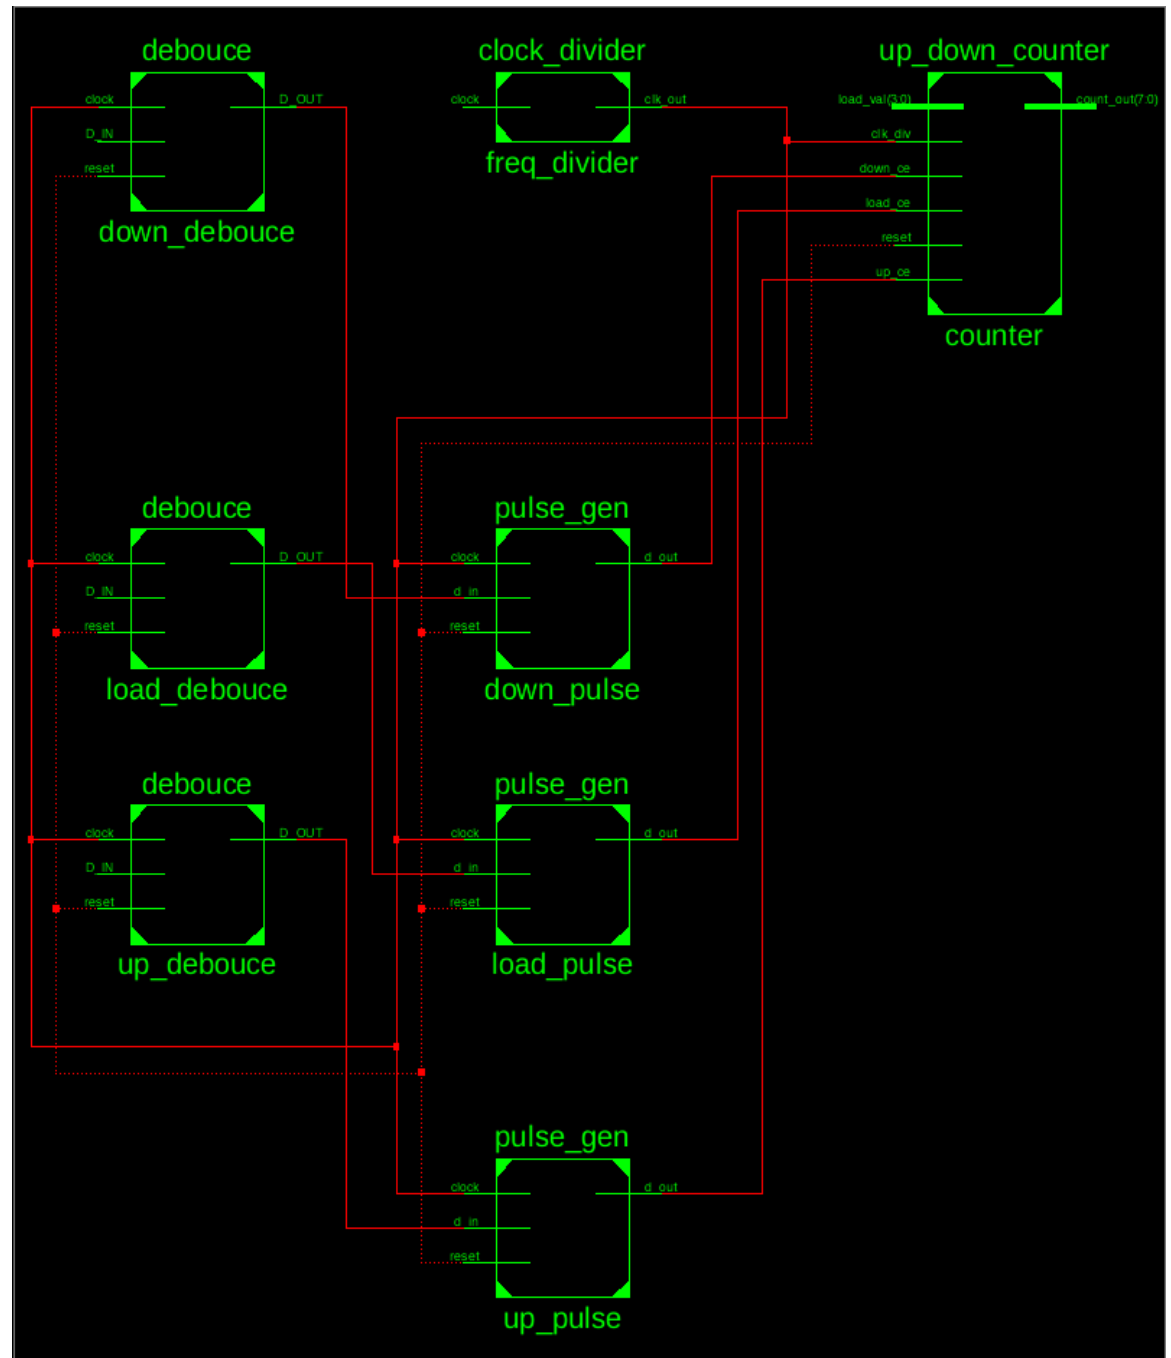 debouce
clock
D_OUT
D_IN
reset
down_debouce
clock_divider
clock
clk_out
freq_divider
up_down_counter
load_val(3:0)
count_out(7:0)
clk_div
down_ce
load_ce
reset
up_ce
counter
debouce
clock
D_OUT
D_IN
reset
load_debouce
pulse_gen
clock
d_out
d_in
reset
down_pulse
debouce
clock
D_OUT
D_IN
reset
up_debouce
pulse_gen
clock
d_out
d_in
reset
load_pulse
pulse_gen
clock
d_out
d_in
reset
up_pulse